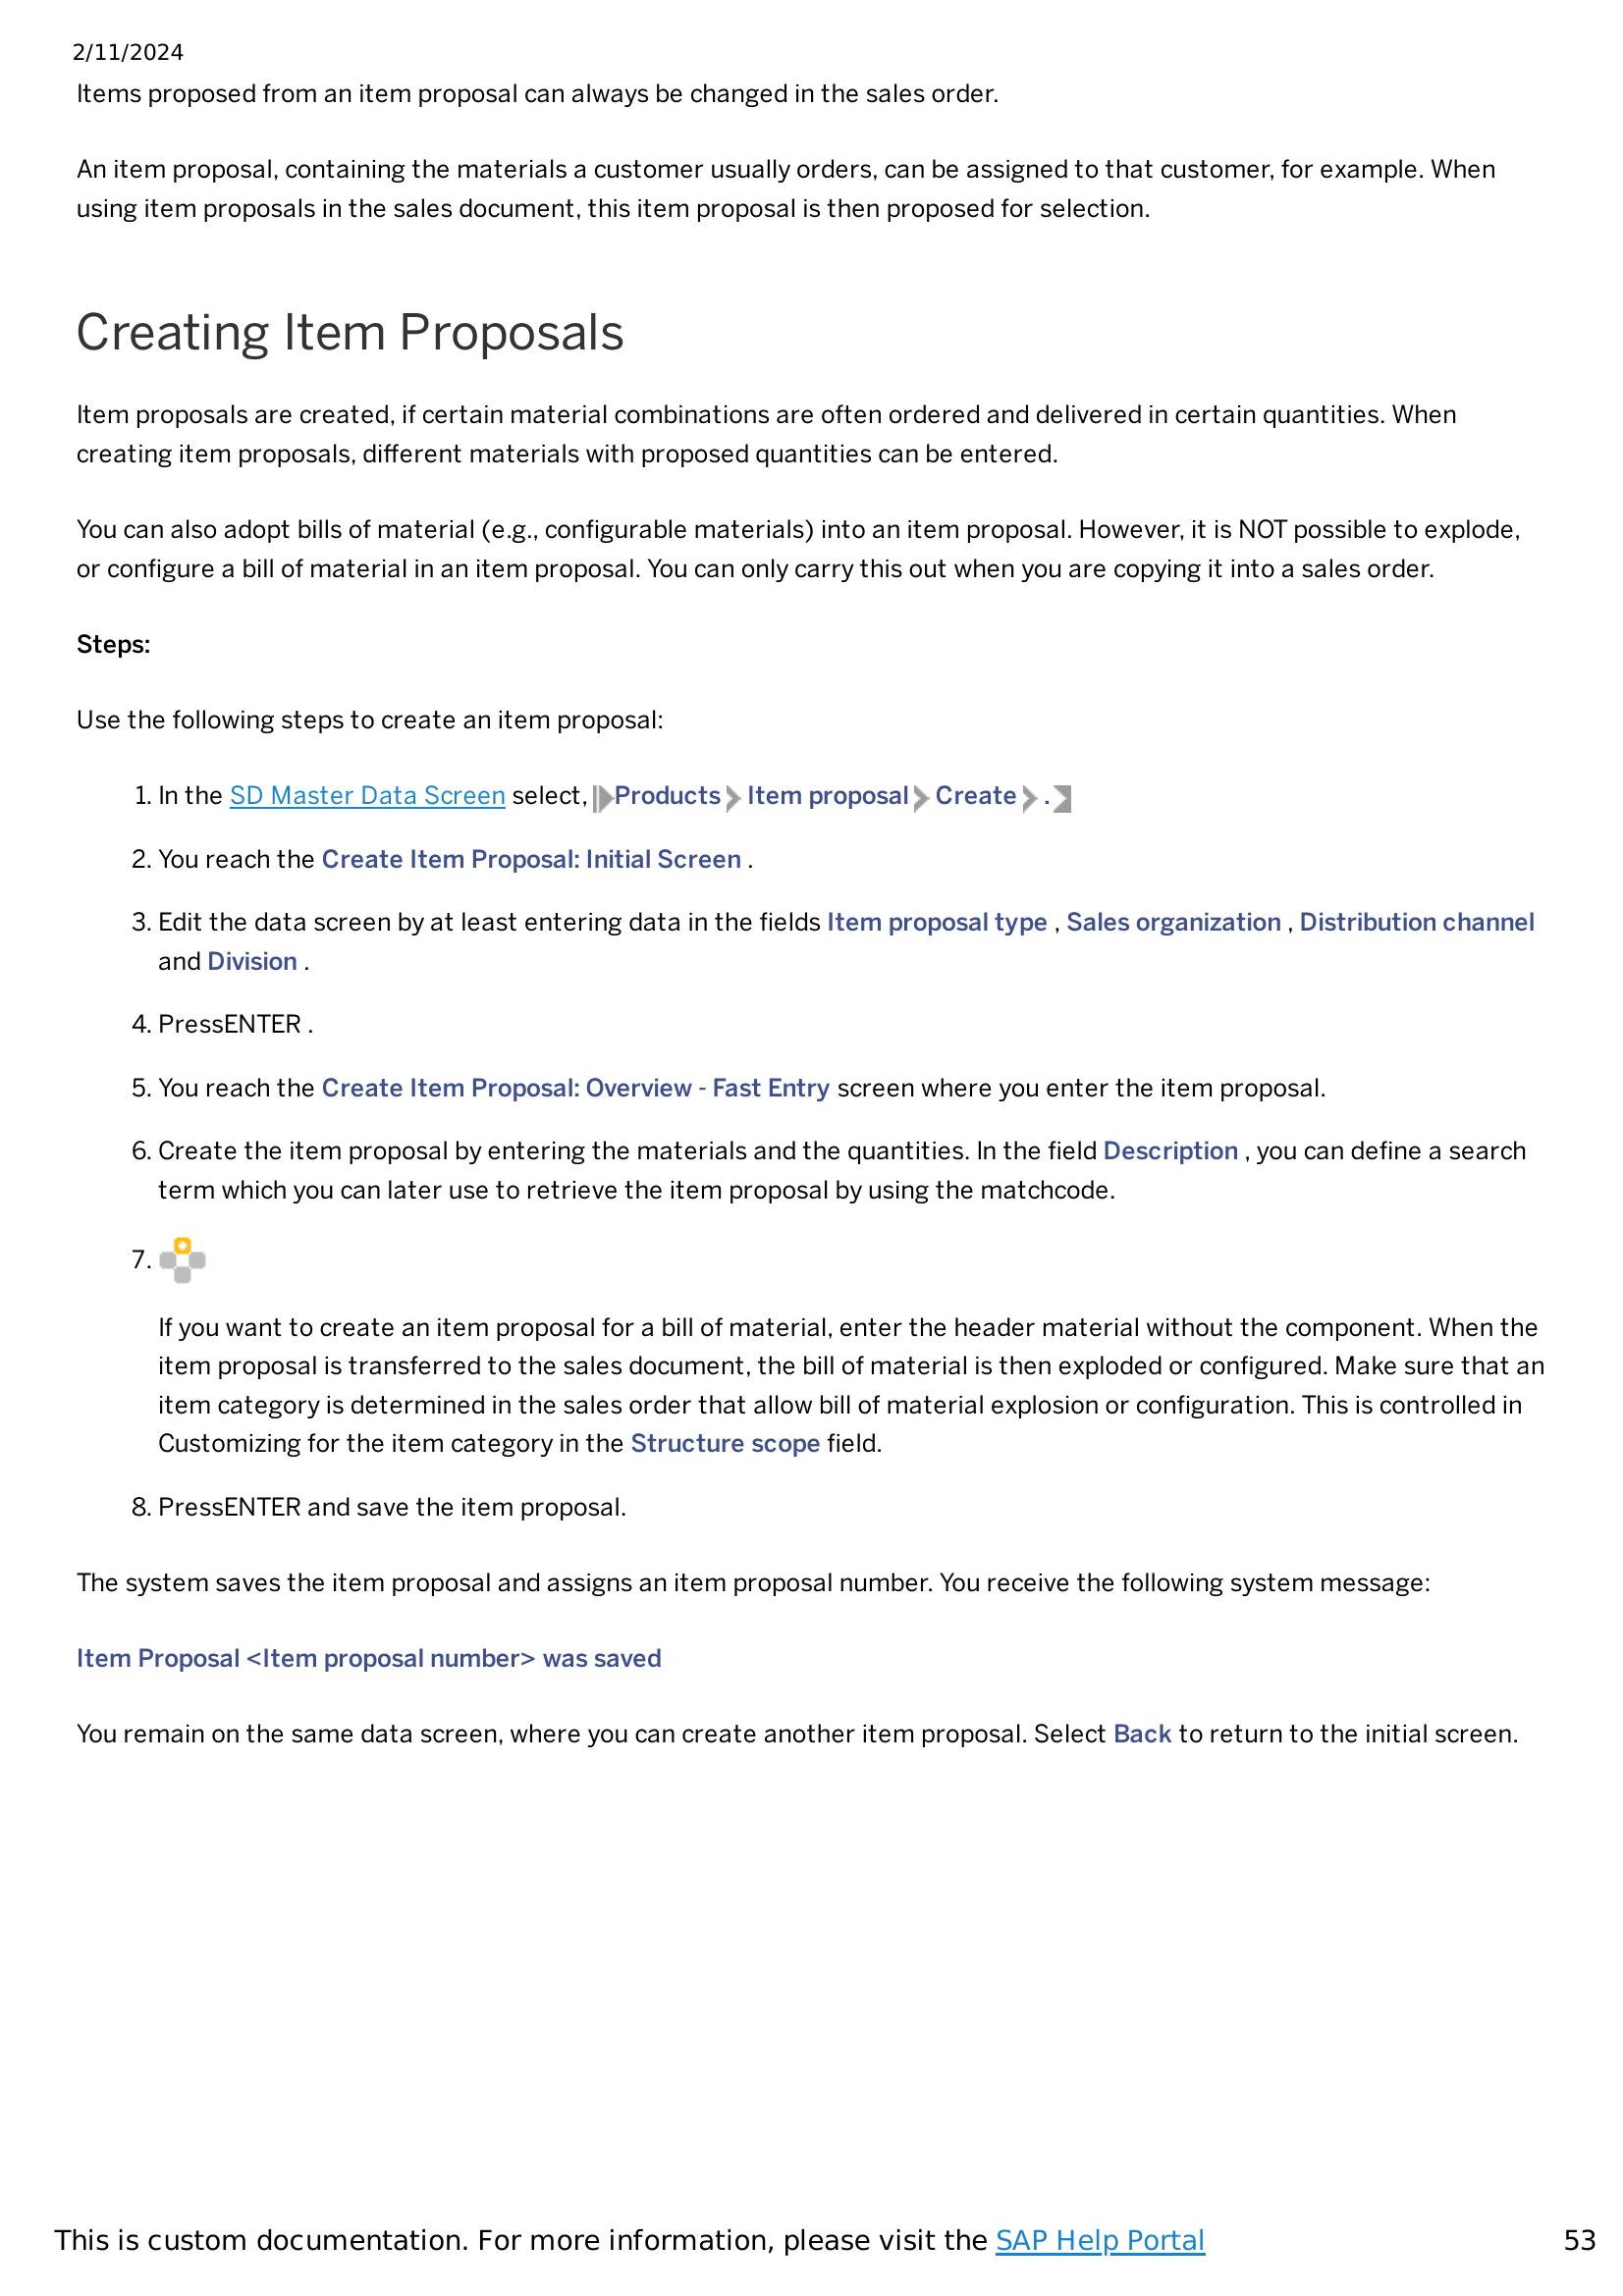 2/11/2024
Items proposed from an item proposal can always be changed in the sales order.
An item proposal, containing the materials a customer usually orders, can be assigned to that customer, for example. When
using item proposals in the sales document, this item proposal is then proposed for selection.
Creating Item Proposals
Item proposals are created, if certain material combinations are often ordered and delivered in certain quantities. When
creating item proposals, different materials with proposed quantities can be entered.
You can also adopt bills of material (e.g., configurable materials) into an item proposal. However, it is NOT possible to explode,
or configure a bill of material in an item proposal. You can only carry this out when you are copying it into a sales order.
Steps:
Use the following steps to create an item proposal:
1. In the SD Master Data Screen select, Products Item proposal Create .
2. You reach the Create Item Proposal: Initial Screen .
3. Edit the data screen by at least entering data in the fields Item proposal type , Sales organization , Distribution channel
and Division .
4. PressENTER .
5. You reach the Create Item Proposal: Overview - Fast Entry screen where you enter the item proposal.
6. Create the item proposal by entering the materials and the quantities. In the field Description , you can define a search
term which you can later use to retrieve the item proposal by using the matchcode.
7.
If you want to create an item proposal for a bill of material, enter the header material without the component. When the
item proposal is transferred to the sales document, the bill of material is then exploded or configured. Make sure that an
item category is determined in the sales order that allow bill of material explosion or configuration. This is controlled in
Customizing for the item category in the Structure scope field.
8. PressENTER and save the item proposal.
The system saves the item proposal and assigns an item proposal number. You receive the following system message:
Item Proposal <Item proposal number> was saved
You remain on the same data screen, where you can create another item proposal. Select Back to return to the initial screen.
This is custom documentation. For more information, please visit the SAP Help Portal 53